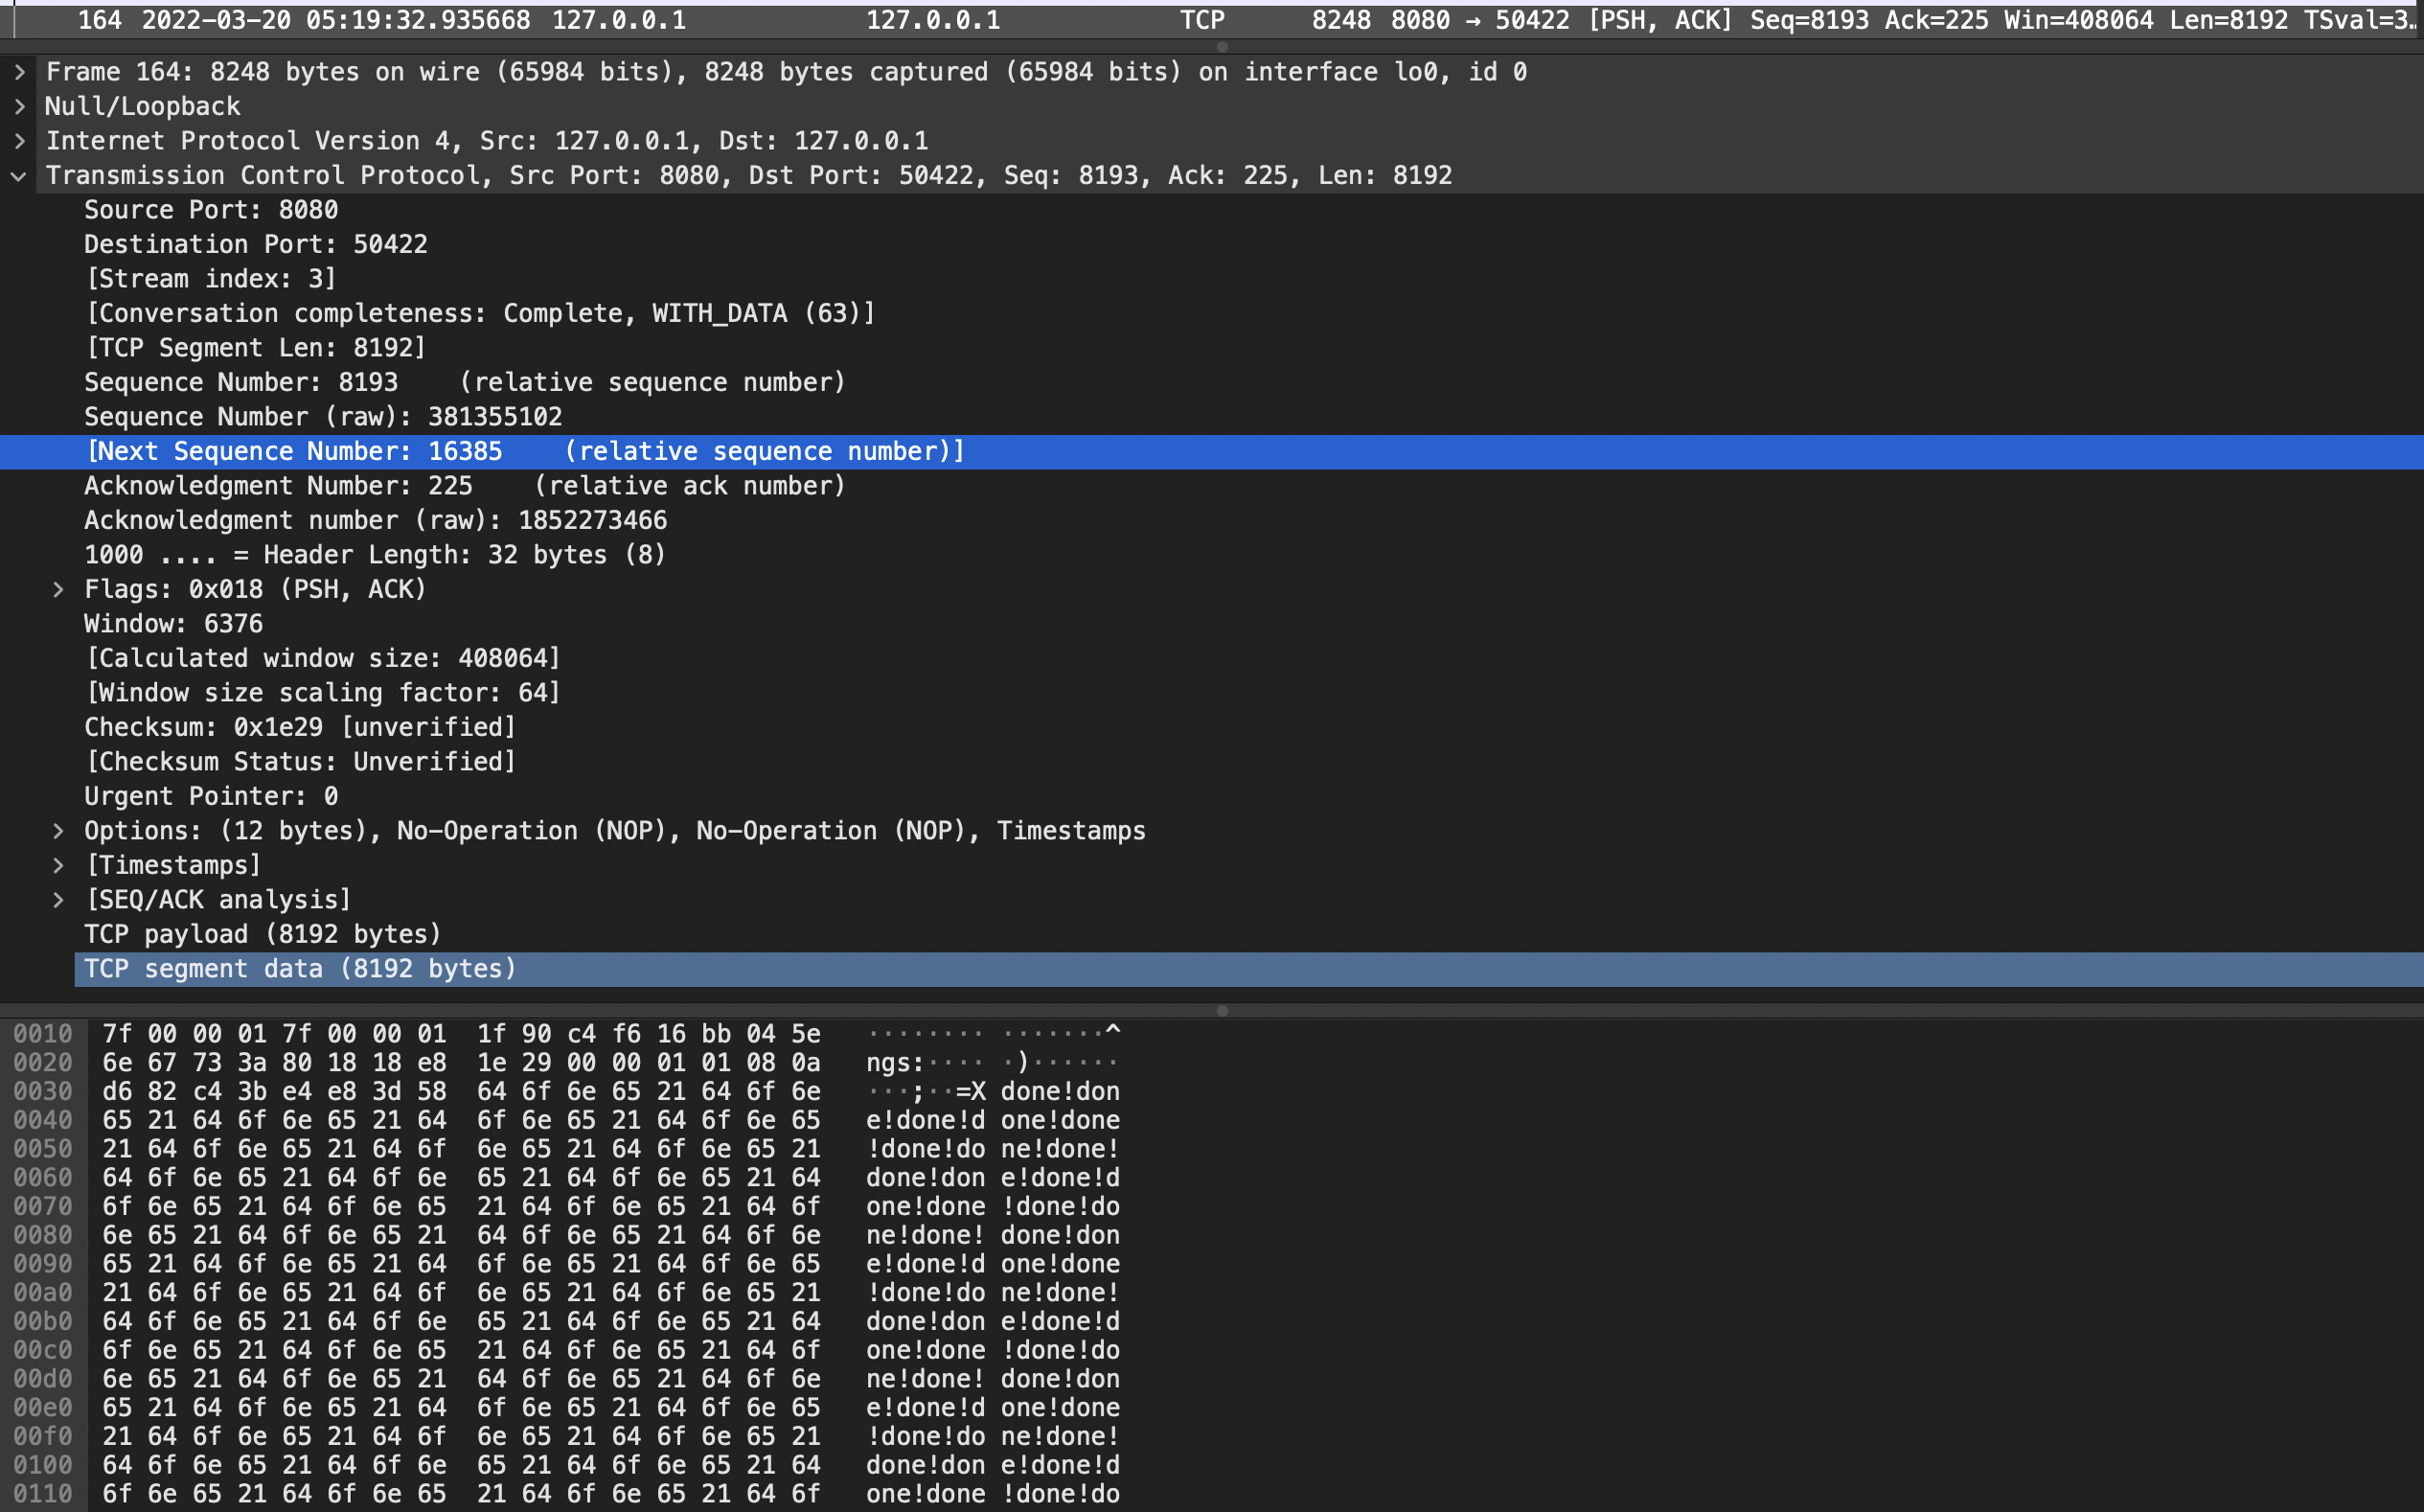 164 2022-03-20 05:19:32.935668 127.0.0.1 127.0.0.1 TCP 8248 8080 → 50422 [PSH, ACK] Seq=8193 Ack=225 Win=408064 Len=8192 TSval=3…
Frame 164: 8248 bytes on wire (65984 bits), 8248 bytes captured (65984 bits) on interface lo0, id 0
Null/Loopback
Internet Protocol Version 4, Src: 127.0.0.1, Dst: 127.0.0.1
Transmission Control Protocol, Src Port: 8080, Dst Port: 50422, Seq: 8193, Ack: 225, Len: 8192
Source Port: 8080
Destination Port: 50422
[Stream index: 3]
[Conversation completeness: Complete, WITH_DATA (63)]
[TCP Segment Len: 8192]
Sequence Number: 8193    (relative sequence number)
Sequence Number (raw): 381355102
[Next Sequence Number: 16385    (relative sequence number)]
Acknowledgment Number: 225    (relative ack number)
Acknowledgment number (raw): 1852273466
1000 .... = Header Length: 32 bytes (8)
Flags: 0x018 (PSH, ACK)
Window: 6376
[Calculated window size: 408064]
[Window size scaling factor: 64]
Checksum: 0x1e29 [unverified]
[Checksum Status: Unverified]
Urgent Pointer: 0
Options: (12 bytes), No-Operation (NOP), No-Operation (NOP), Timestamps
[Timestamps]
[SEQ/ACK analysis]
TCP payload (8192 bytes)
TCP segment data (8192 bytes)
0010 7f 00 00 01 7f 00 00 01 1f 90 c4 f6 16 bb 04 5e ········ ·······^
0020 6e 67 73 3a 80 18 18 e8 1e 29 00 00 01 01 08 0a ngs:···· ·)······
0030 d6 82 c4 3b e4 e8 3d 58 64 6f 6e 65 21 64 6f 6e ···;··=X done!don
0040 65 21 64 6f 6e 65 21 64 6f 6e 65 21 64 6f 6e 65 e!done!d one!done
0050 21 64 6f 6e 65 21 64 6f 6e 65 21 64 6f 6e 65 21 !done!do ne!done!
0060 64 6f 6e 65 21 64 6f 6e 65 21 64 6f 6e 65 21 64 done!don e!done!d
0070 6f 6e 65 21 64 6f 6e 65 21 64 6f 6e 65 21 64 6f one!done !done!do
0080 6e 65 21 64 6f 6e 65 21 64 6f 6e 65 21 64 6f 6e ne!done! done!don
0090 65 21 64 6f 6e 65 21 64 6f 6e 65 21 64 6f 6e 65 e!done!d one!done
00a0 21 64 6f 6e 65 21 64 6f 6e 65 21 64 6f 6e 65 21 !done!do ne!done!
00b0 64 6f 6e 65 21 64 6f 6e 65 21 64 6f 6e 65 21 64 done!don e!done!d
00c0 6f 6e 65 21 64 6f 6e 65 21 64 6f 6e 65 21 64 6f one!done !done!do
00d0 6e 65 21 64 6f 6e 65 21 64 6f 6e 65 21 64 6f 6e ne!done! done!don
00e0 65 21 64 6f 6e 65 21 64 6f 6e 65 21 64 6f 6e 65 e!done!d one!done
00f0 21 64 6f 6e 65 21 64 6f 6e 65 21 64 6f 6e 65 21 !done!do ne!done!
0100 64 6f 6e 65 21 64 6f 6e 65 21 64 6f 6e 65 21 64 done!don e!done!d
0110 6f 6e 65 21 64 6f 6e 65 21 64 6f 6e 65 21 64 6f one!done !done!do